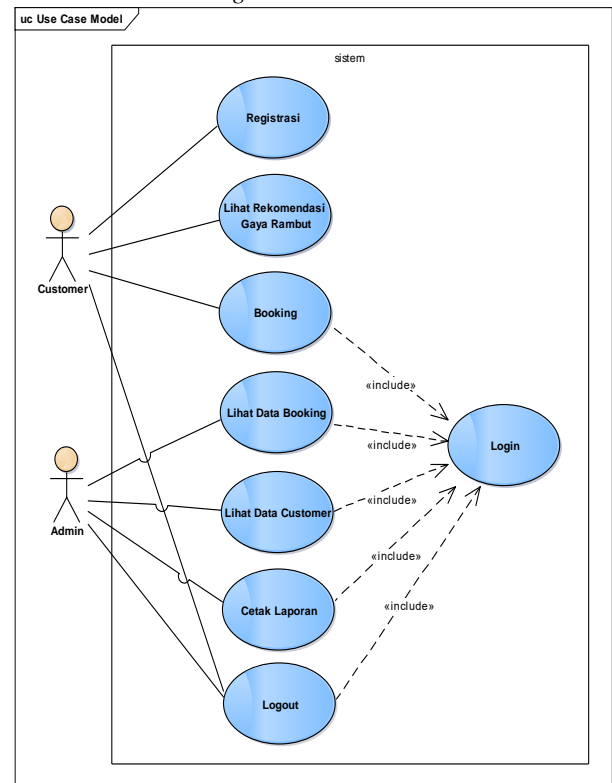 uc Use Case Model
sistem
Registrasi
Lihat Rekomendasi
Gaya Rambut
Customer
Booking
«include»
Lihat Data Booking
«include»
Login
Admin
Lihat Data Customer
«include»
«include»
Cetak Laporan
«include»
Logout